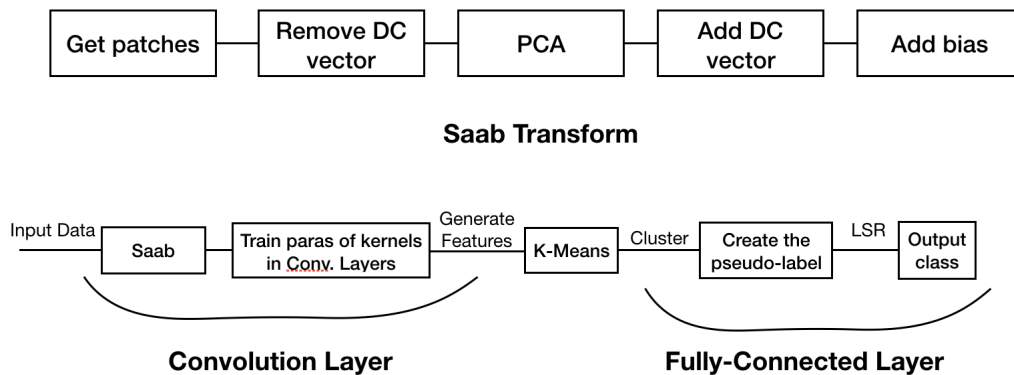 Get patches
Remove DC
vector
PCA
Add DC
vector
Add bias
Saab Transform
Input Data
Saab
Train paras of kernels
in Conv. Layers
Generate
Features
K-Means
Cluster
Create the
pseudo-label
LSR
Output
class
Convolution Layer
Fully-Connected Layer